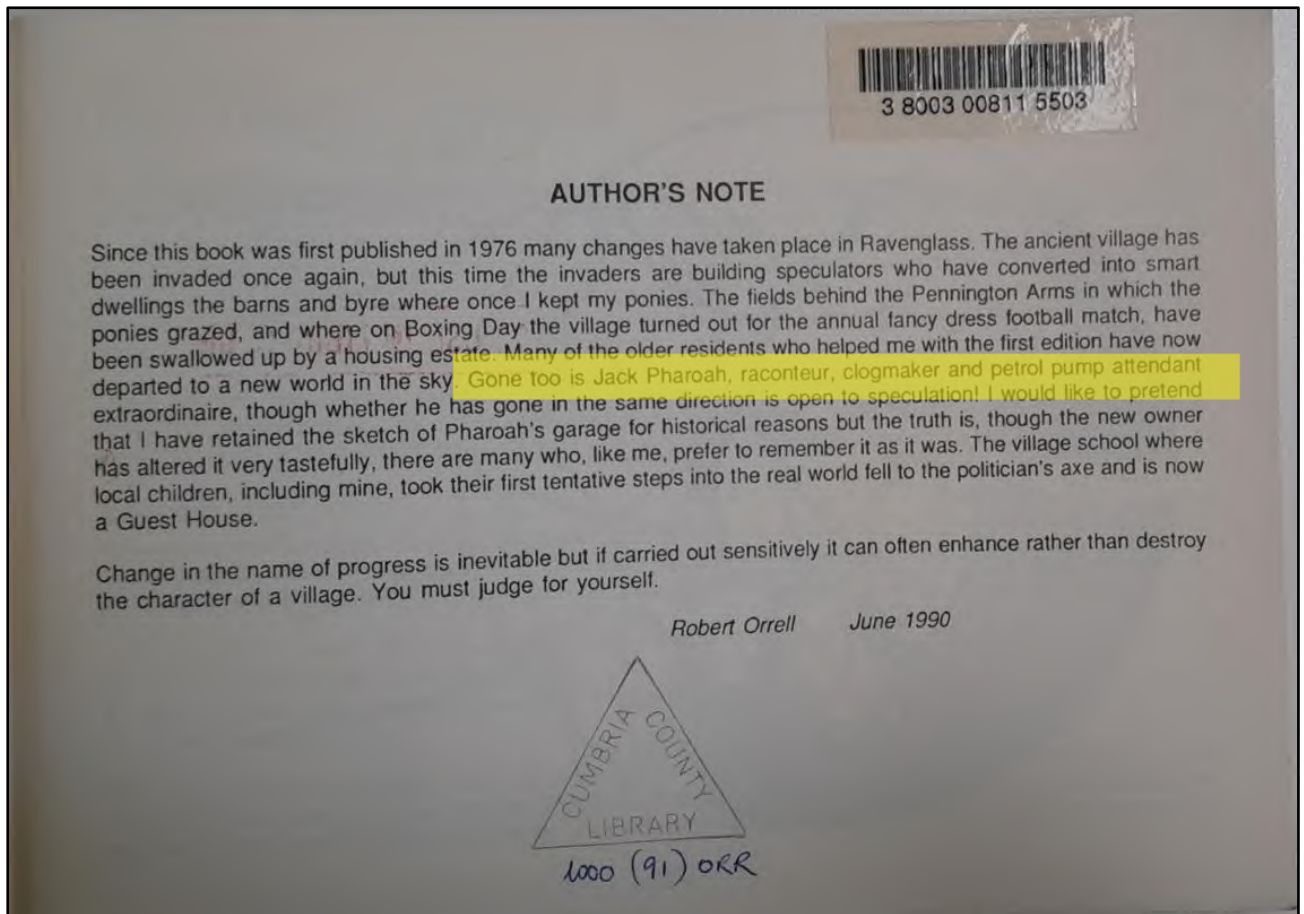 3 8003 00811 5503
AUTHOR'S NOTE
Since this book was first published in 1976 many changes have taken place in Ravenglass. The ancient village has
been invaded once again, but this time the invaders are building speculators who have converted into smart
dwellings the barns and byre where once I kept my ponies. The fields behind the Pennington Arms in which the
ponies grazed, and where on Boxing Day the village turned out for the annual fancy dress football match, have
been swallowed up by a housing estate. Many of the older residents who helped me with the first edition have now
departed to a new world in the sky. Gone too is Jack Pharoah, raconteur, clogmaker and petrol pump attendant
extraordinaire, though whether he has gone in the same direction is open to speculation! I would like to pretend
that I have retained the sketch of Pharoah's garage for historical reasons but the truth is, though the new owner
has altered it very tastefully, there are many who, like me, prefer to remember it as it was. The village school where
local children, including mine, took their first tentative steps into the real world fell to the politician's axe and is now
a Guest House.
Change in the name of progress is inevitable but if carried out sensitively it can often enhance rather than destroy
the character of a village. You must judge for yourself.
Robert Orrell June 1990
CUMBRIA
COUNTY
LIBRARY
1000 (91) ORR